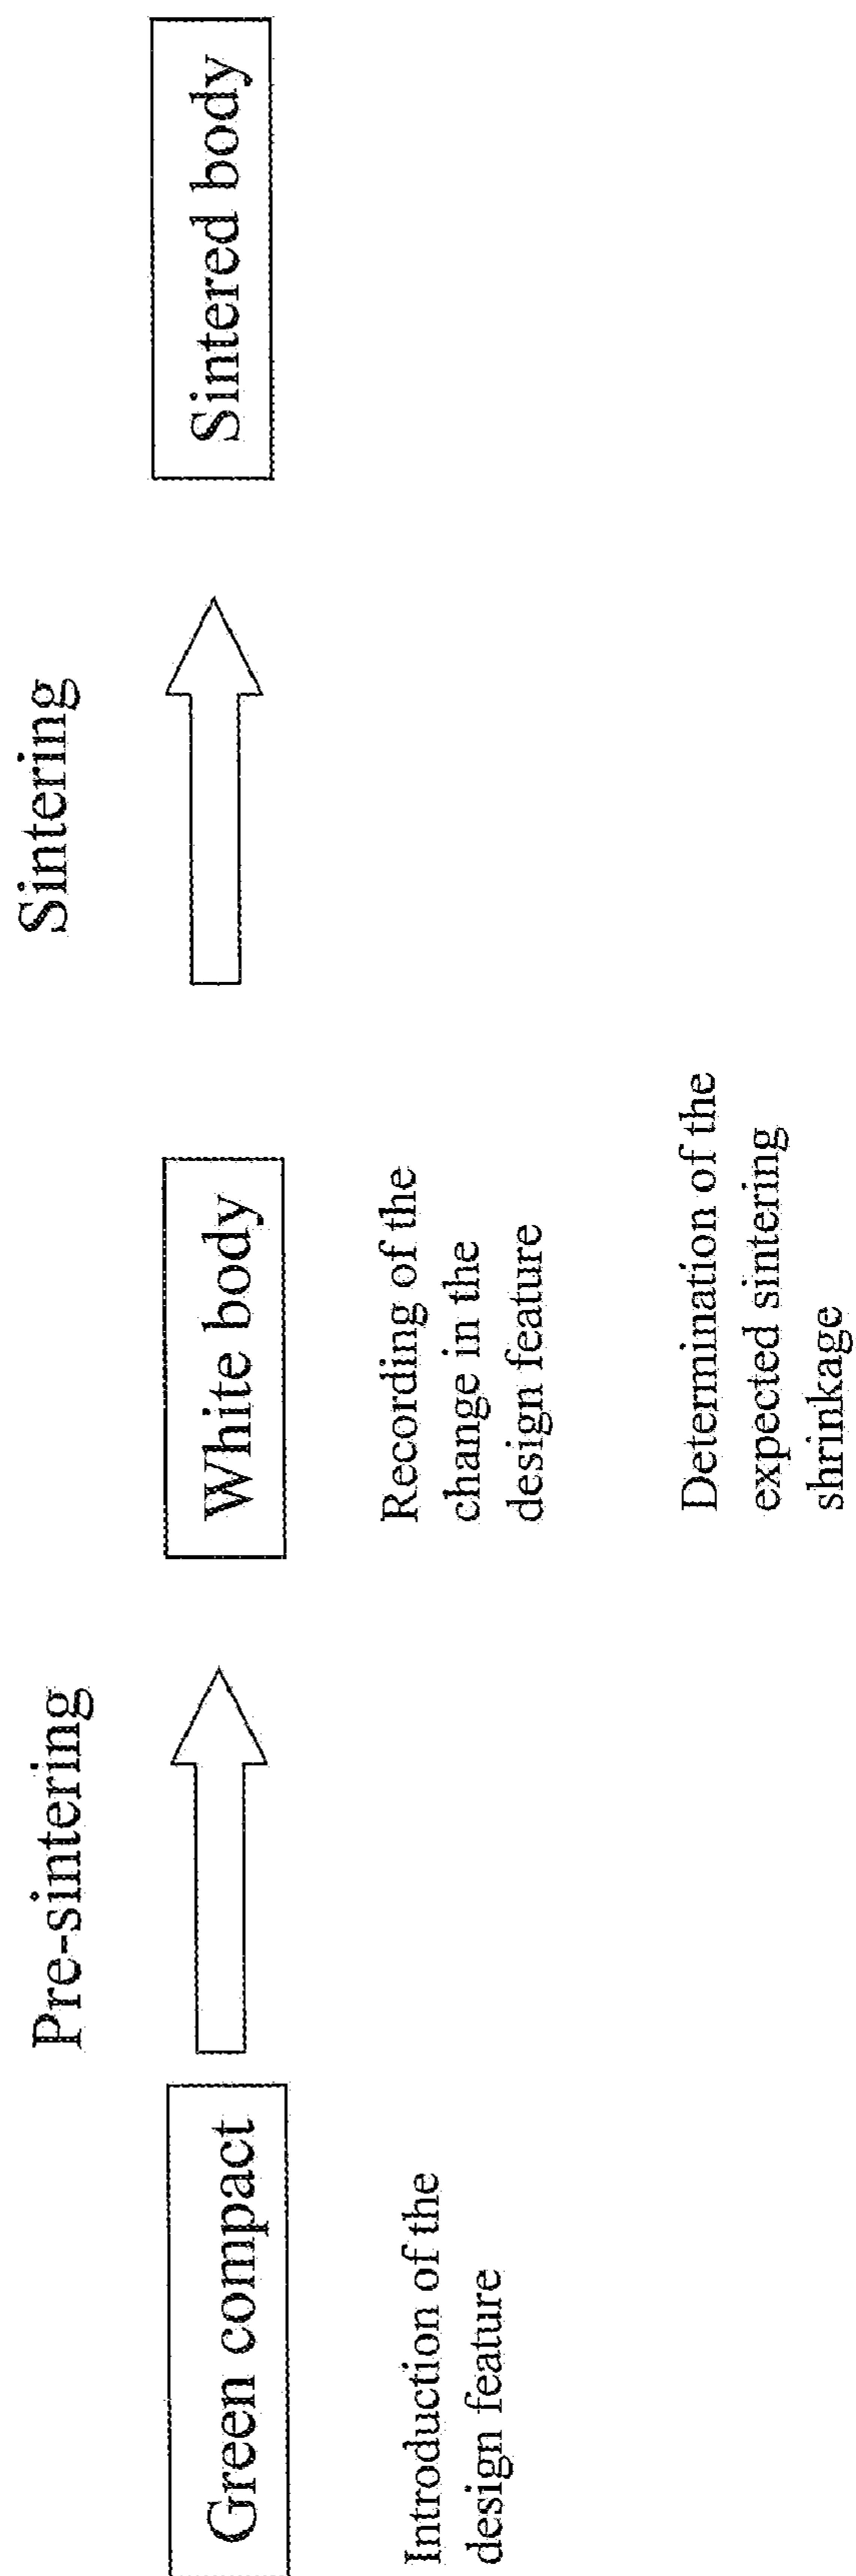 Pre-sintering
Sintering
Green compact
White body
Sintered body
Introduction of the
design feature
Recording of the
change in the
design feature
Determination of the
expected sintering
shrinkage